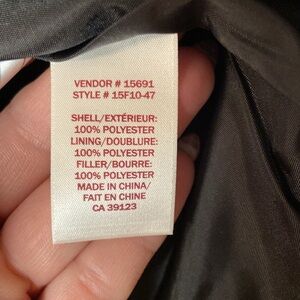 VENDOR # 15691
STYLE # 15F10-47
SHELL/EXTÉRIEUR:
100% POLYESTER
LINING/DOUBLURE:
100% POLYESTER
FILLER/BOURRE:
100% POLYESTER
MADE IN CHINA/
FAIT EN CHINE
CA 39123